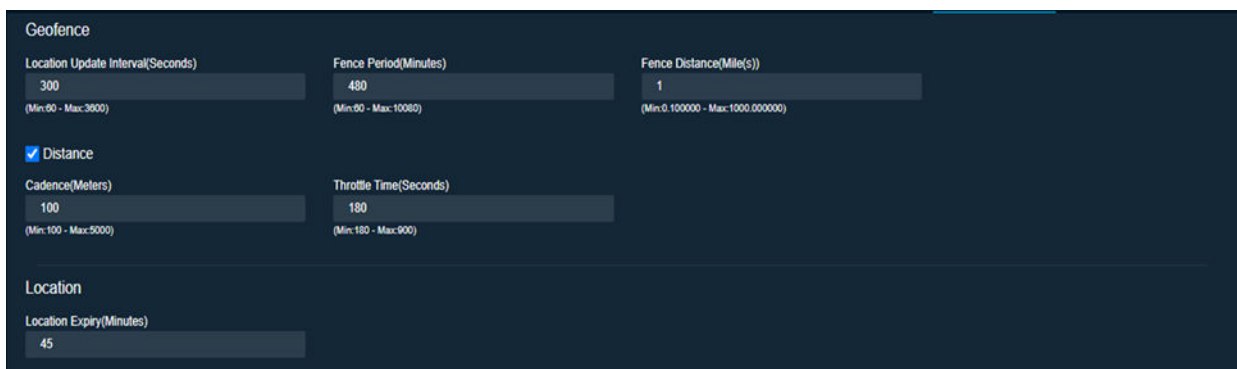 Geofence
Location Update Interval(Seconds) Fence Period(Minutes) Fence Distance(Mile(s))
300 480 1
(Min:60 - Max:3600) (Min:60 - Max:10080) (Min:0.100000 - Max:1000.000000)
Distance
Cadence(Meters) Throttle Time(Seconds)
100 180
(Min:100 - Max:5000) (Min:180 - Max:900)
Location
Location Expiry(Minutes)
45